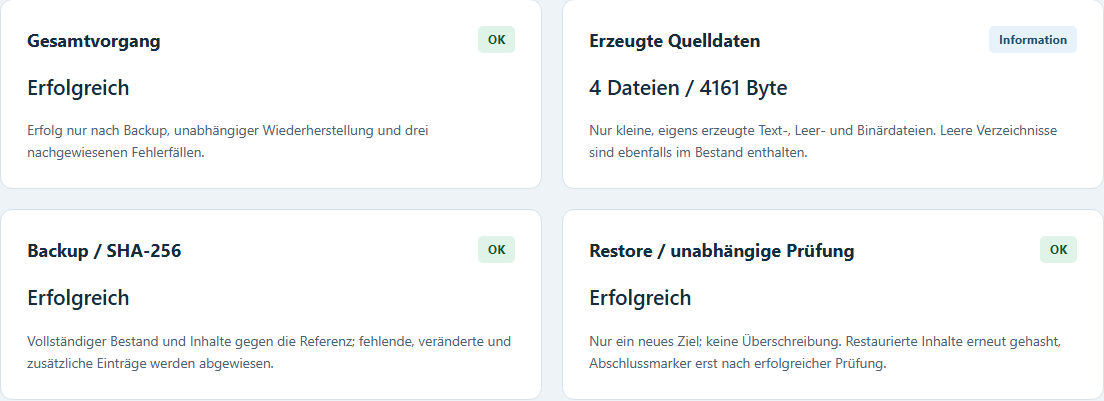 Gesamtvorgang
OK
Erfolgreich
Erfolg nur nach Backup, unabhängiger Wiederherstellung und drei
nachgewiesenen Fehlerfällen.
Erzeugte Quelldaten
Information
4 Dateien / 4161 Byte
Nur kleine, eigens erzeugte Text-, Leer- und Binärdateien. Leere Verzeichnisse
sind ebenfalls im Bestand enthalten.
Backup / SHA-256
OK
Erfolgreich
Vollständiger Bestand und Inhalte gegen die Referenz; fehlende, veränderte und
zusätzliche Einträge werden abgewiesen.
Restore / unabhängige Prüfung
OK
Erfolgreich
Nur ein neues Ziel; keine Überschreibung. Restaurierte Inhalte erneut gehasht,
Abschlussmarker erst nach erfolgreicher Prüfung.